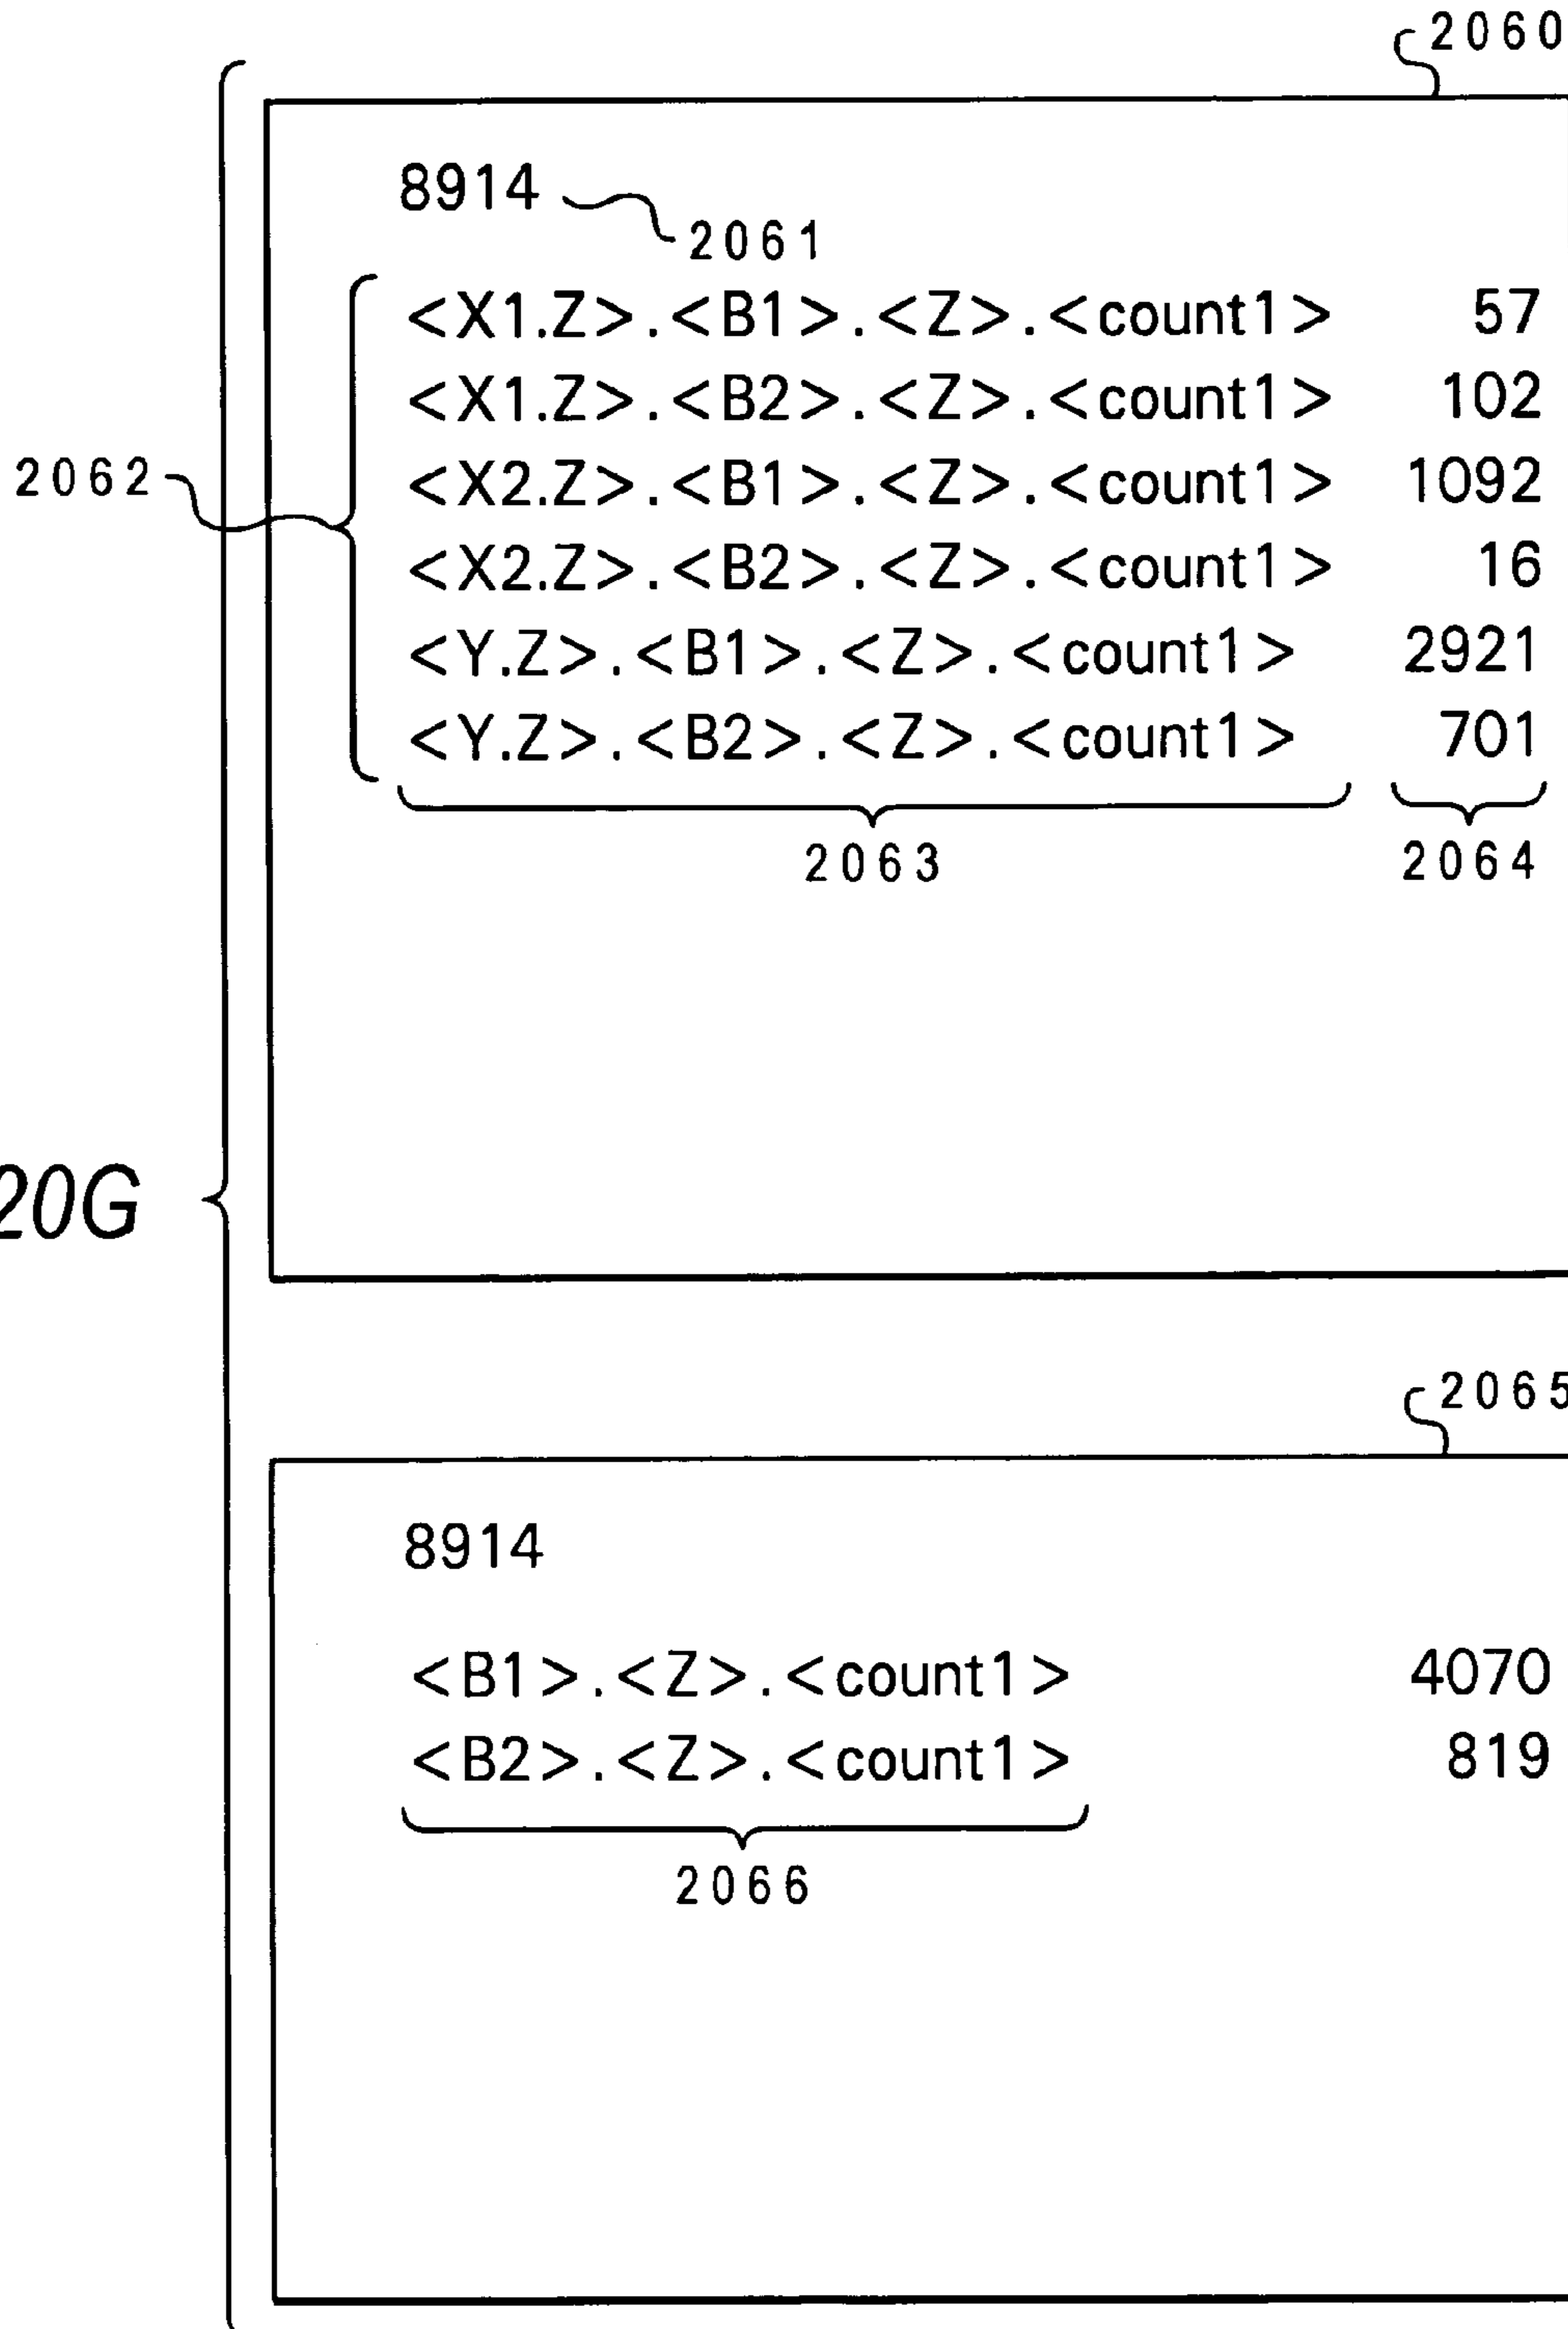 2060
8914
2061
<X1.Z>.<B1>.<Z>.<count1> 57
<X1.Z>.<B2>.<Z>.<count1> 102
2062 <X2.Z>.<B1>.<Z>.<count1> 1092
<X2.Z>.<B2>.<Z>.<count1> 16
<Y.Z>.<B1>.<Z>.<count1> 2921
<Y.Z>.<B2>.<Z>.<count1> 701
2063 2064
20G
2065
8914
<B1>.<Z>.<count1> 4070
<B2>.<Z>.<count1> 819
2066